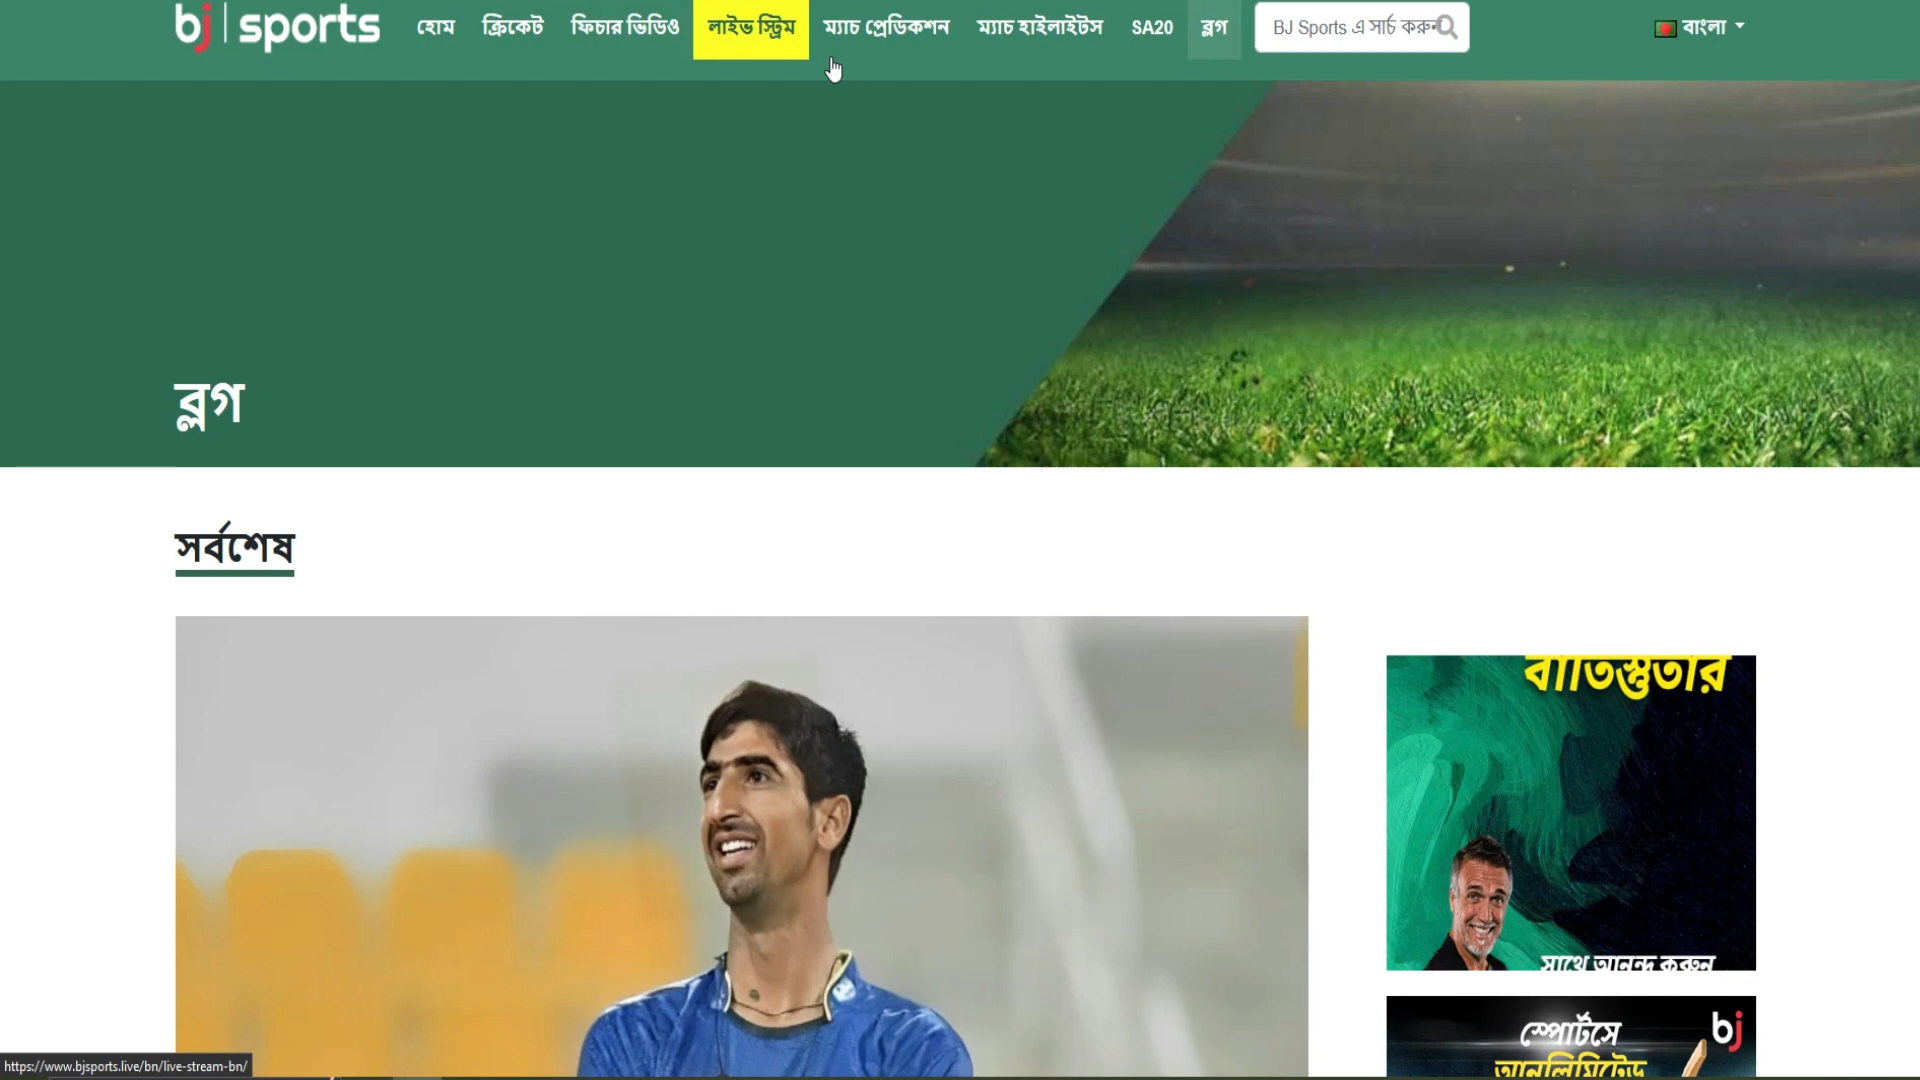 bj sports
হোম ক্রিকেট ফিচার ভিডিও লাইভ স্ট্রিম ম্যাচ প্রেডিকশন ম্যাচ হাইলাইটস SA20 ব্লগ BJ Sports এ সার্চ করুন বাংলা
ব্লগ
সর্বশেষ
সাথে আনন্দ করুন
স্পোর্টসে bj
আনলিমিটেড
https://www.bjsports.live/bn/live-stream-bn/